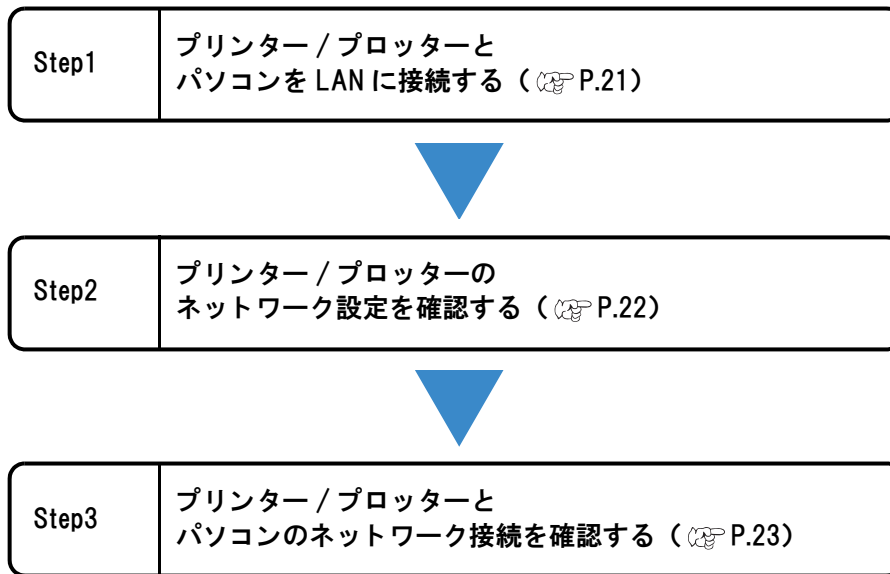 Step1
プリンター / プロッターと
パソコンを LAN に接続する（ P.21）
Step2
プリンター / プロッターの
ネットワーク設定を確認する（ P.22）
Step3
プリンター / プロッターと
パソコンのネットワーク接続を確認する（ P.23）